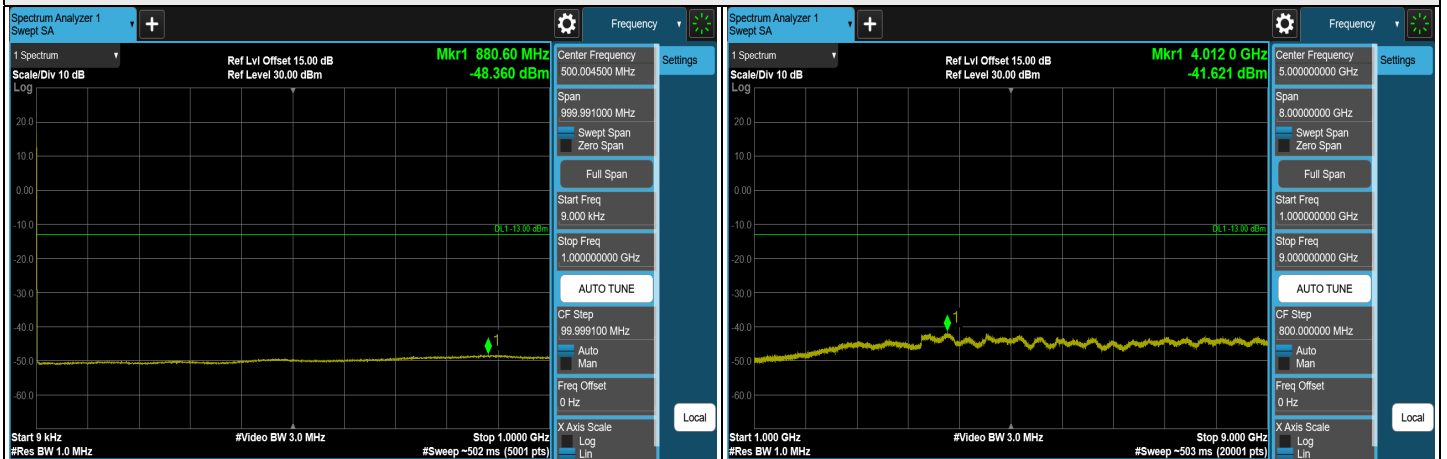 Spectrum Analyzer 1
Swept SA
+
Frequency
1 Spectrum
Scale/Div 10 dB
Log
Ref Lvl Offset 15.00 dB
Ref Level 30.00 dBm
Mkr1 880.60 MHz
-48.360 dBm
20.0
10.0
0.00
-10.0
-20.0
-30.0
-40.0
-50.0
-60.0
DL1 -13.00 dBm
1
Start 9 kHz
#Res BW 1.0 MHz
#Video BW 3.0 MHz
Stop 1.0000 GHz
#Sweep ~502 ms (5001 pts)
Center Frequency
500.004500 MHz
Settings
Span
999.991000 MHz
Swept Span
Zero Span
Full Span
Start Freq
9.000 kHz
Stop Freq
1.000000000 GHz
AUTO TUNE
CF Step
99.999100 MHz
Auto
Man
Freq Offset
0 Hz
X Axis Scale
Log
Lin
Local
Spectrum Analyzer 1
Swept SA
+
Frequency
1 Spectrum
Scale/Div 10 dB
Log
Ref Lvl Offset 15.00 dB
Ref Level 30.00 dBm
Mkr1 4.012 0 GHz
-41.621 dBm
20.0
10.0
0.00
-10.0
-20.0
-30.0
-40.0
-50.0
-60.0
DL1 -13.00 dBm
1
Start 1.000 GHz
#Res BW 1.0 MHz
#Video BW 3.0 MHz
Stop 9.000 GHz
#Sweep ~503 ms (20001 pts)
Center Frequency
5.000000000 GHz
Settings
Span
8.00000000 GHz
Swept Span
Zero Span
Full Span
Start Freq
1.000000000 GHz
Stop Freq
9.000000000 GHz
AUTO TUNE
CF Step
800.000000 MHz
Auto
Man
Freq Offset
0 Hz
X Axis Scale
Log
Lin
Local